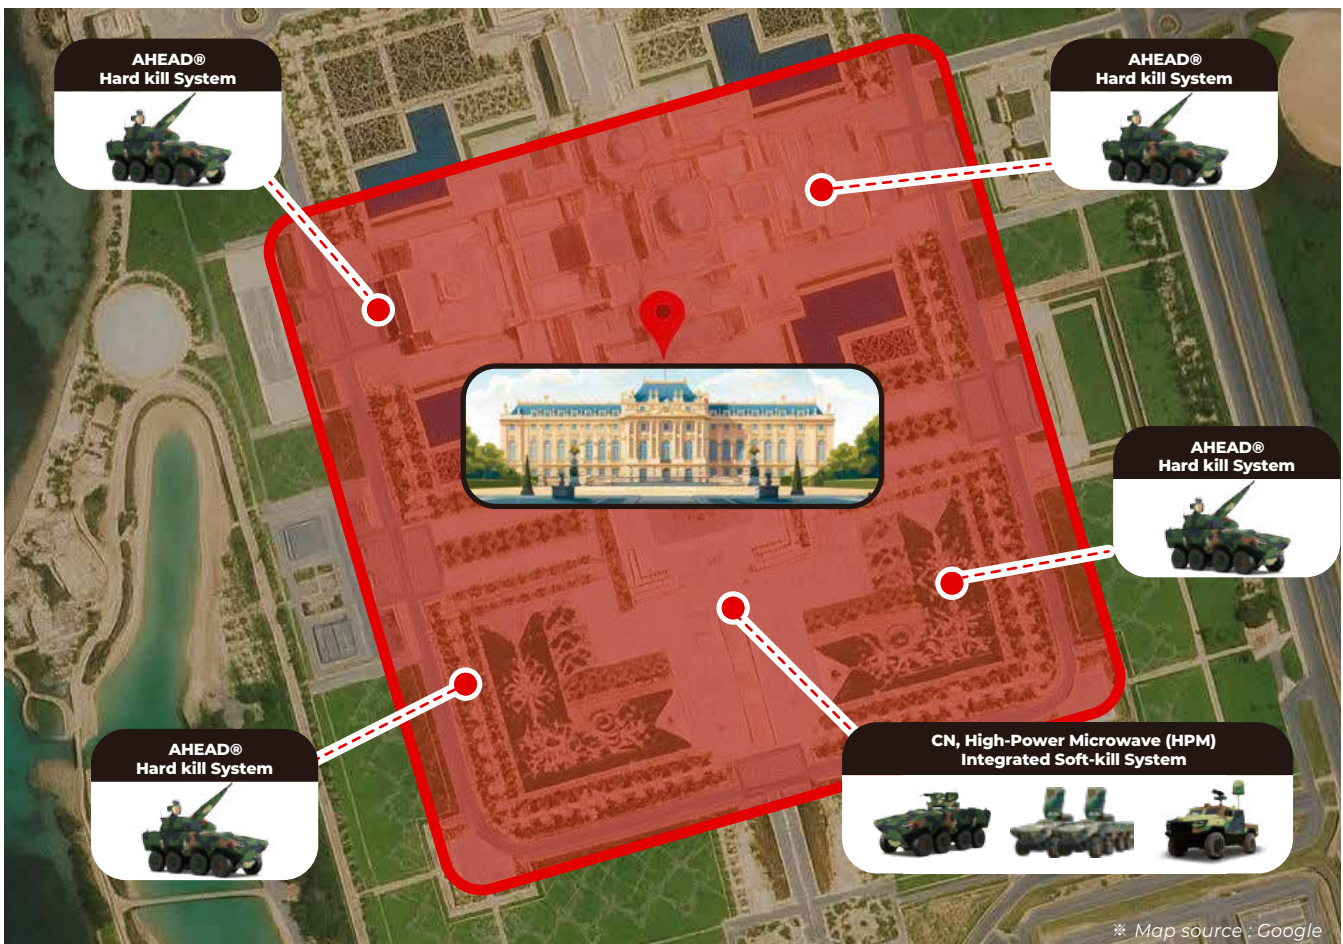 AHEAD®
Hard kill System
AHEAD®
Hard kill System
AHEAD®
Hard kill System
AHEAD®
Hard kill System
CN, High-Power Microwave (HPM)
Integrated Soft-kill System
※ Map source : Google